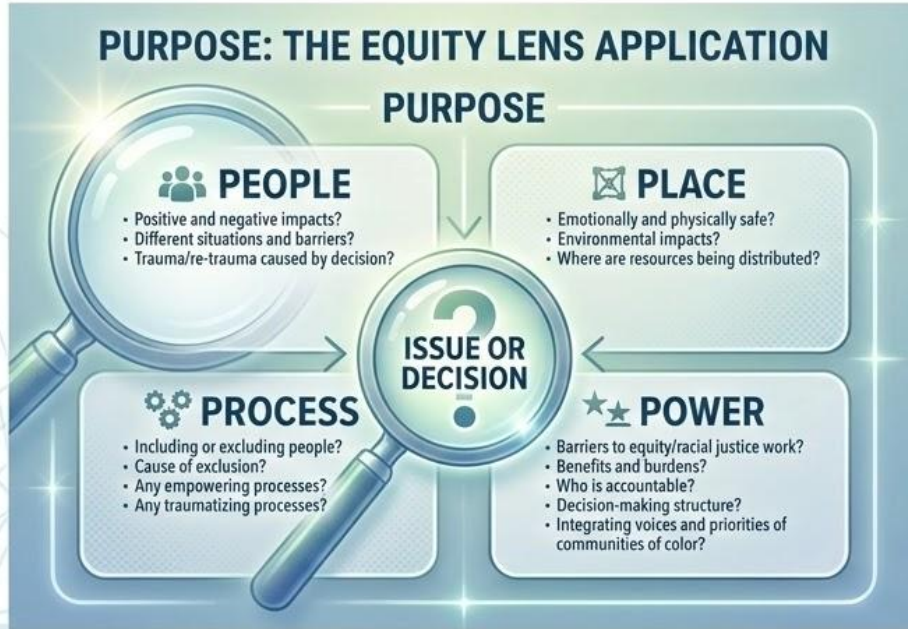 PURPOSE: THE EQUITY LENS APPLICATION
PURPOSE
PEOPLE
• Positive and negative impacts?
• Different situations and barriers?
• Trauma/re-trauma caused by decision?
PLACE
• Emotionally and physically safe?
• Environmental impacts?
• Where are resources being distributed?
?
ISSUE OR
DECISION
PROCESS
• Including or excluding people?
• Cause of exclusion?
• Any empowering processes?
• Any traumatizing processes?
POWER
• Barriers to equity/racial justice work?
• Benefits and burdens?
• Who is accountable?
• Decision-making structure?
• Integrating voices and priorities of
communities of color?